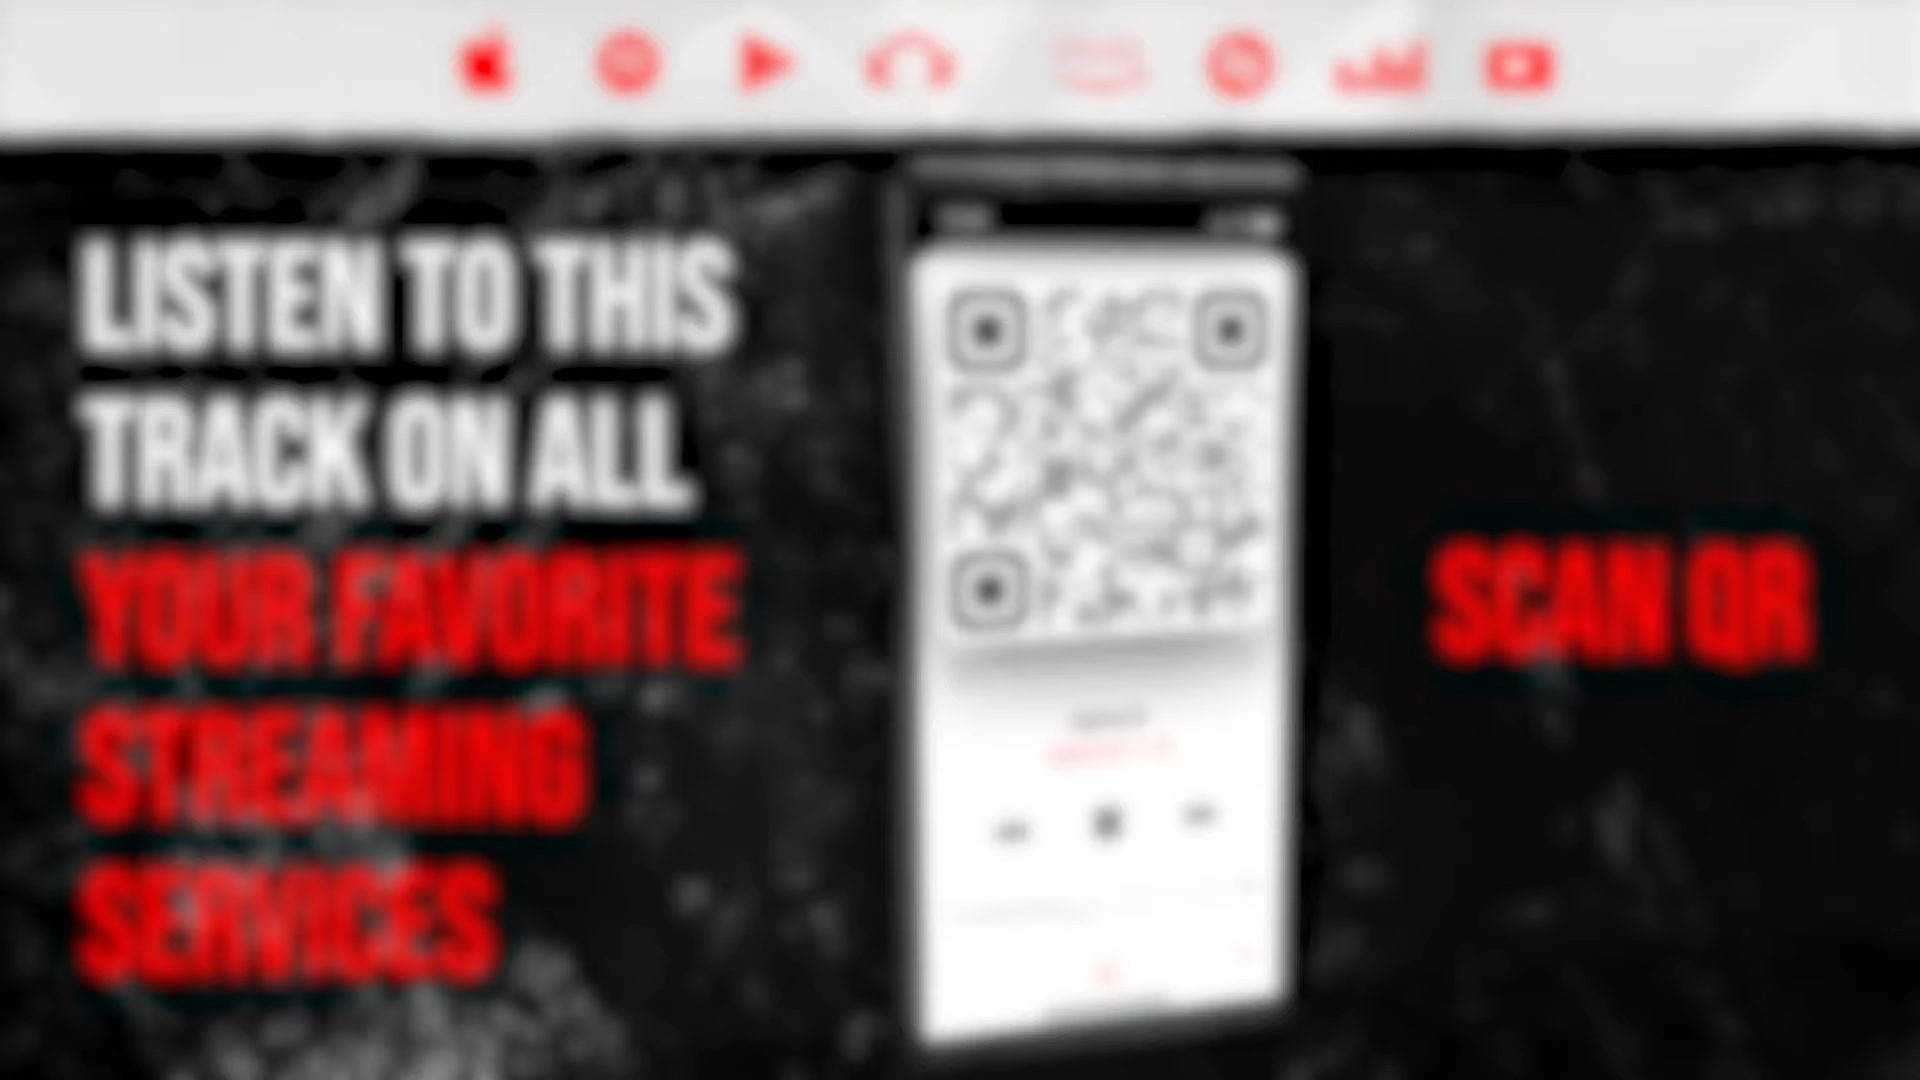 LISTEN TO THIS
TRACK ON ALL
YOUR FAVORITE
STREAMING
SERVICES
SCAN QR